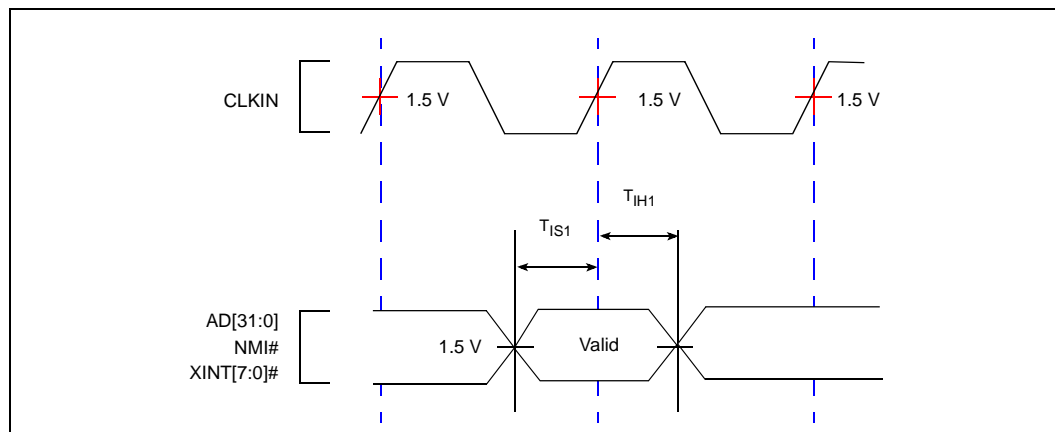 CLKIN
1.5 V
1.5 V
1.5 V
T_IH1
T_IS1
AD[31:0]
NMI#
XINT[7:0]#
1.5 V
Valid